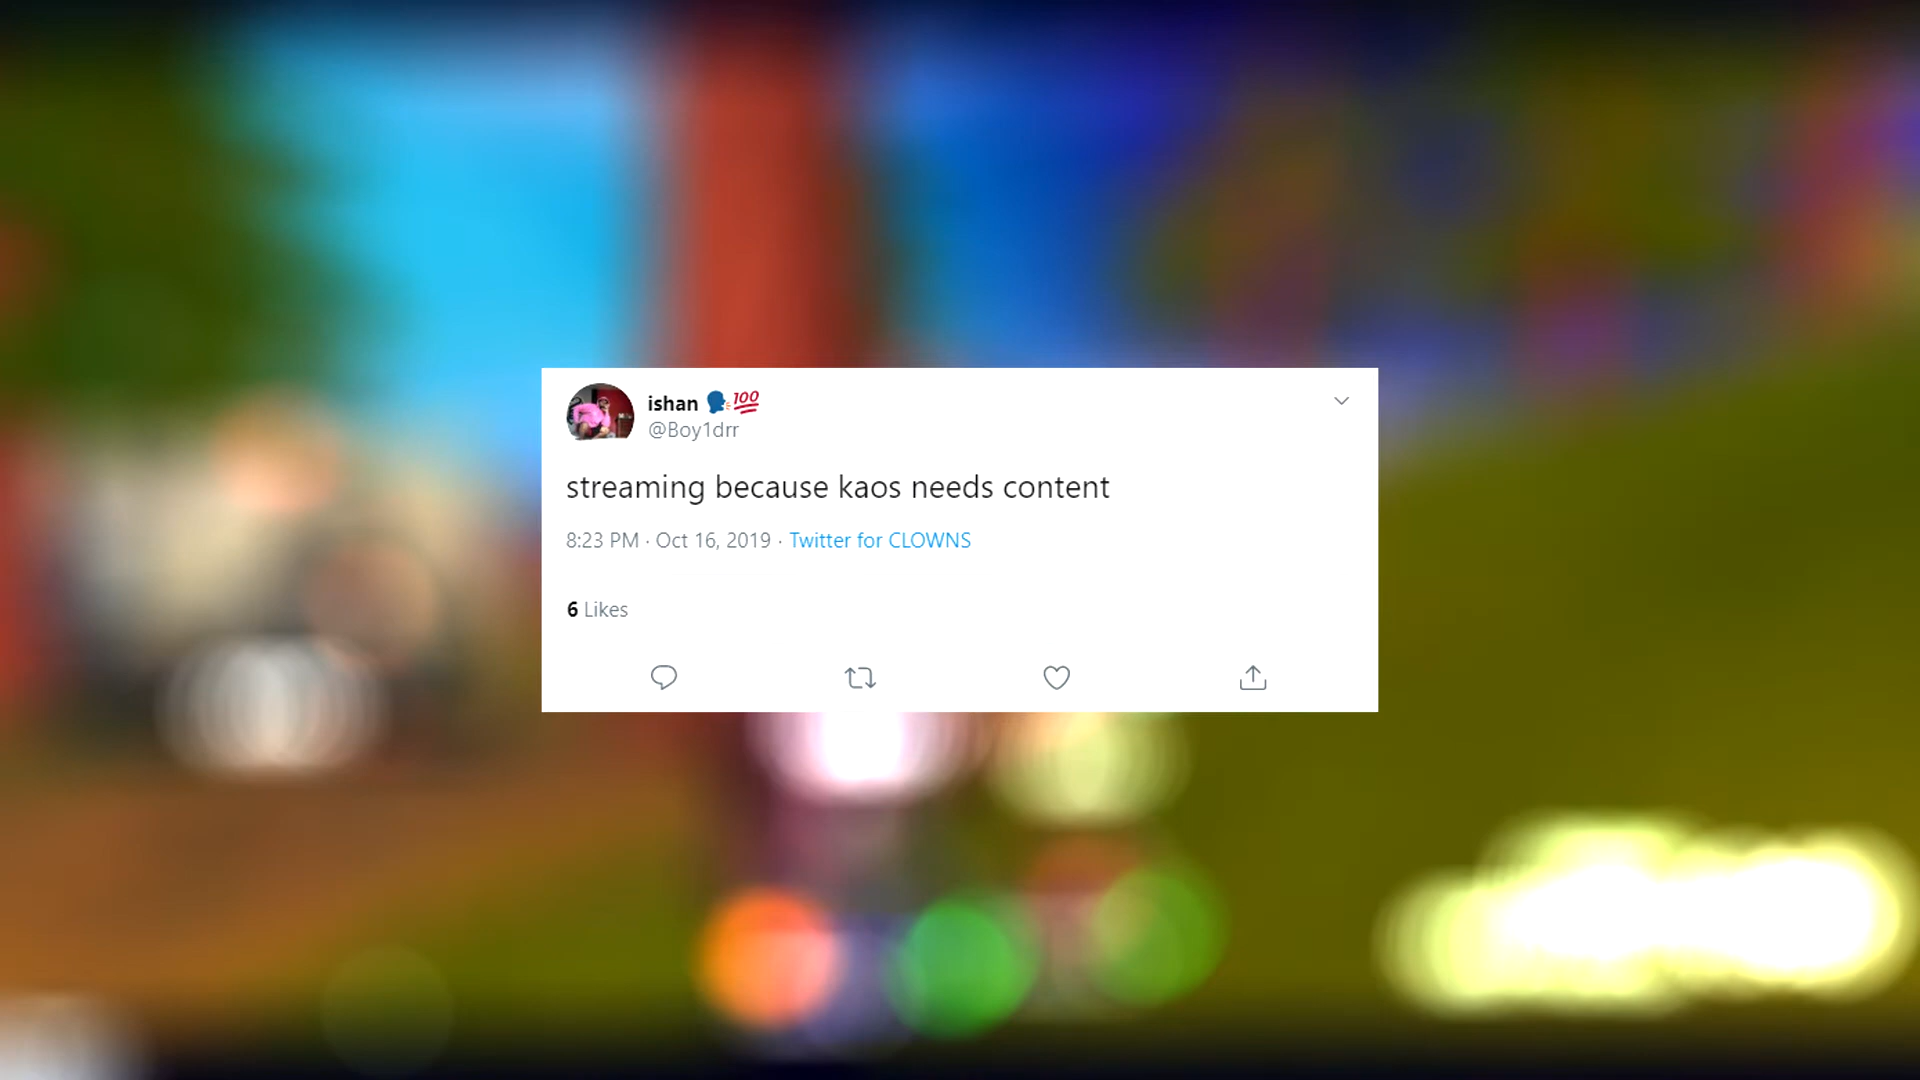 ishan 🗣💯
@Boy1drr
streaming because kaos needs content
8:23 PM · Oct 16, 2019 · Twitter for CLOWNS
6 Likes